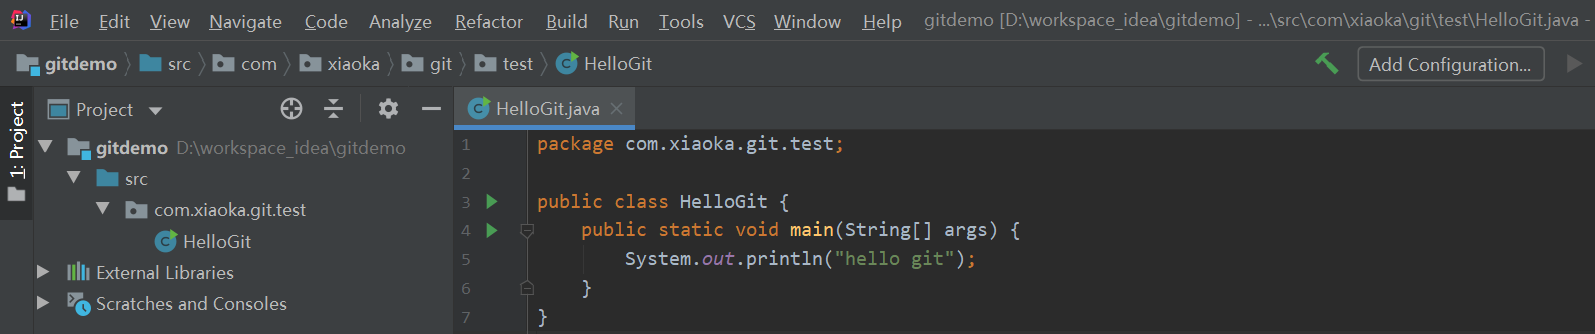 File Edit View Navigate Code Analyze Refactor Build Run Tools VCS Window Help gitdemo [D:\workspace_idea\gitdemo] - ...\src\com\xiaoka\git\test\HelloGit.java -
gitdemo src com xiaoka git test HelloGit Add Configuration...
1: Project
Project
gitdemo D:\workspace_idea\gitdemo
src
com.xiaoka.git.test
HelloGit
External Libraries
Scratches and Consoles
HelloGit.java
1 package com.xiaoka.git.test;
2
3 public class HelloGit {
4     public static void main(String[] args) {
5         System.out.println("hello git");
6     }
7 }